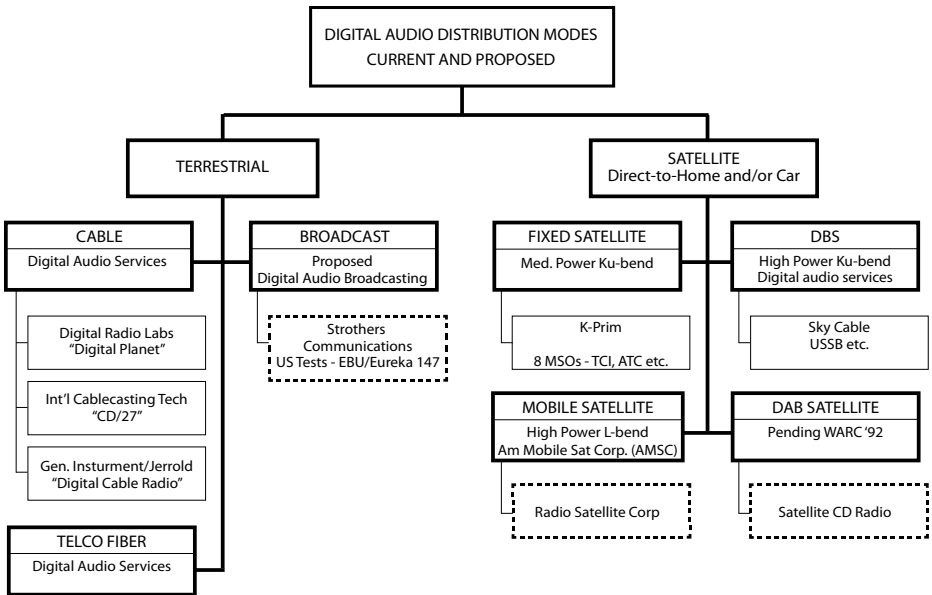 DIGITAL AUDIO DISTRIBUTION MODES
CURRENT AND PROPOSED
TERRESTRIAL
SATELLITE
Direct-to-Home and/or Car
CABLE
Digital Audio Services
BROADCAST
Proposed
Digital Audio Broadcasting
FIXED SATELLITE
Med. Power Ku-bend
DBS
High Power Ku-bend
Digital audio services
Digital Radio Labs
“Digital Planet”
Strothers
Communications
US Tests - EBU/Eureka 147
K-Prim
8 MSOs - TCI, ATC etc.
Sky Cable
USSB etc.
Int’l Cablecasting Tech
“CD/27”
MOBILE SATELLITE
High Power L-bend
Am Mobile Sat Corp. (AMSC)
DAB SATELLITE
Pending WARC ’92
Gen. Insturment/Jerrold
“Digital Cable Radio”
Radio Satellite Corp
Satellite CD Radio
TELCO FIBER
Digital Audio Services